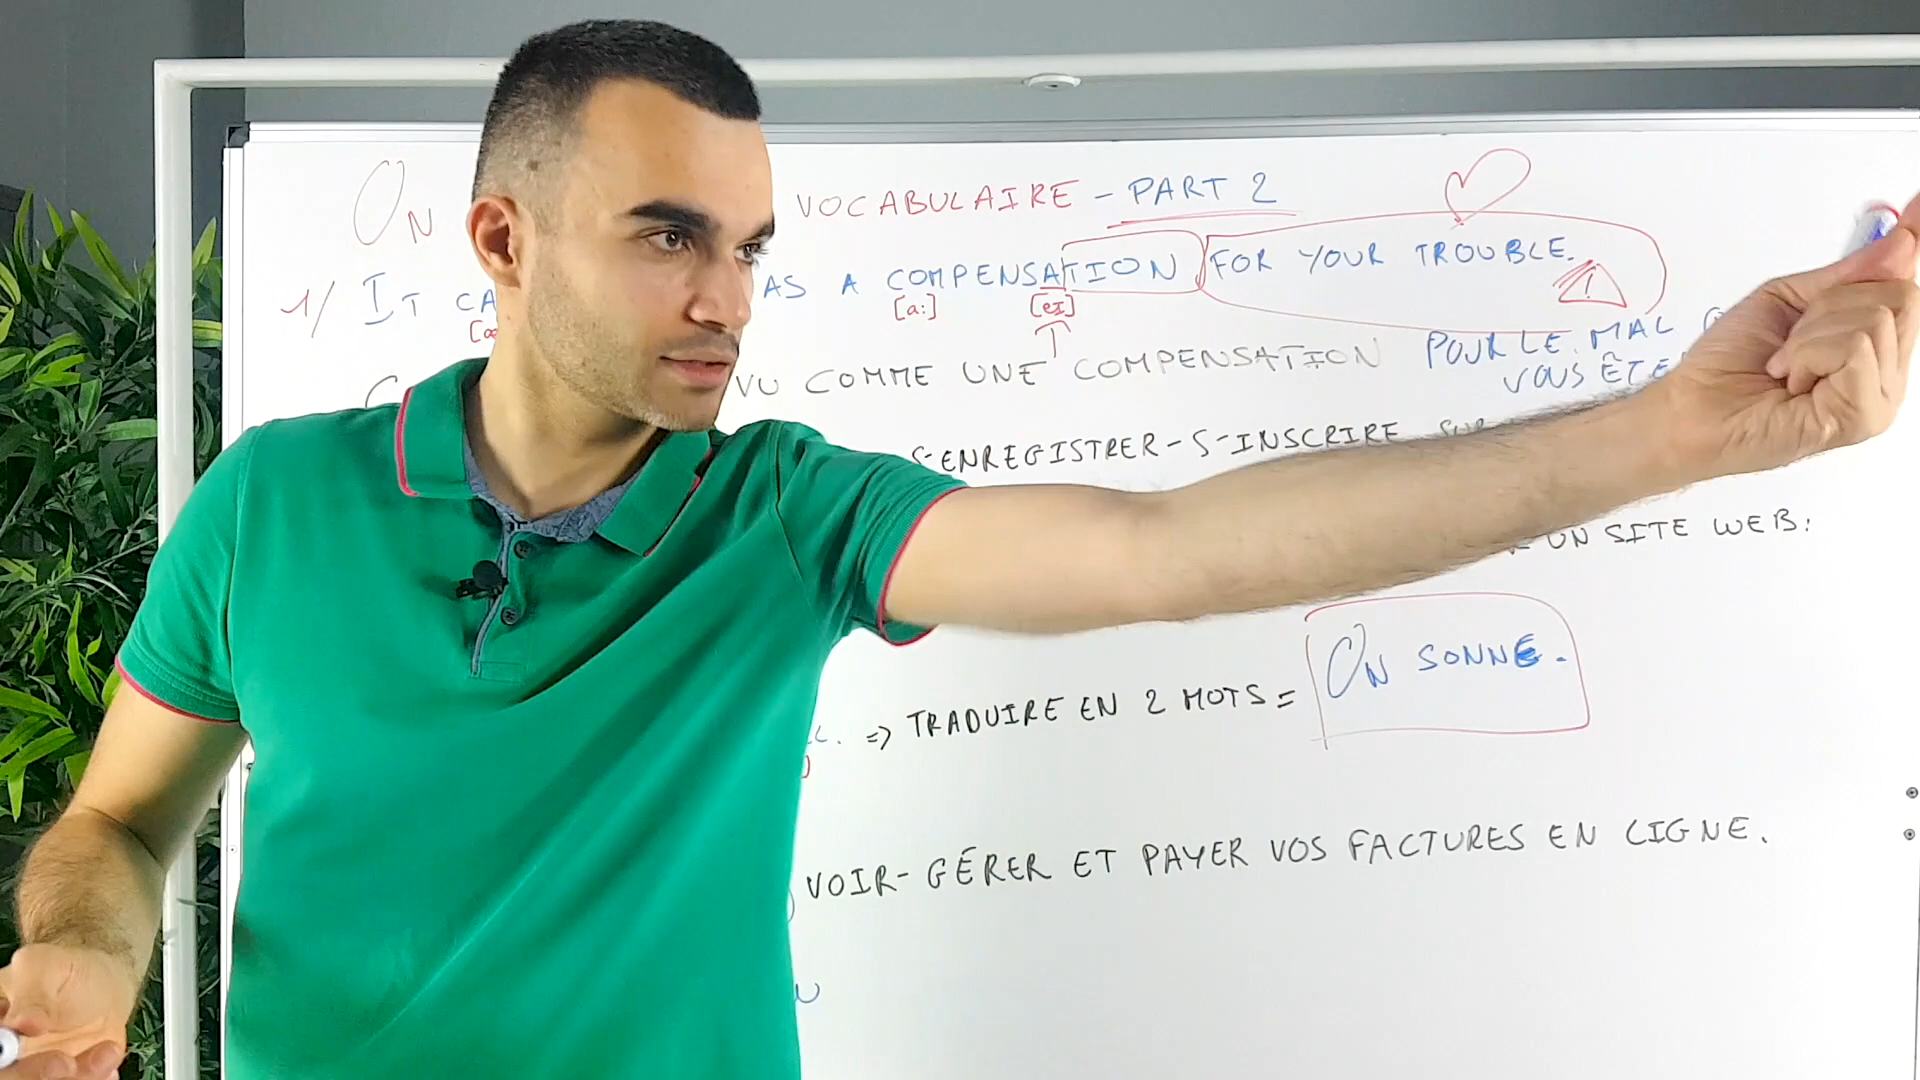 ON VOCABULAIRE - PART 2
1/ IT CA AS A COMPENSATION FOR YOUR TROUBLE.
[a:] [eI] !
VU COMME UNE COMPENSATION POUR LE MAL
VOUS ÊTE
S'ENREGISTRER - S'INSCRIRE SUR
UN SITE WEB.
=> TRADUIRE EN 2 MOTS = ON SONNE.
VOIR - GÉRER ET PAYER VOS FACTURES EN LIGNE.